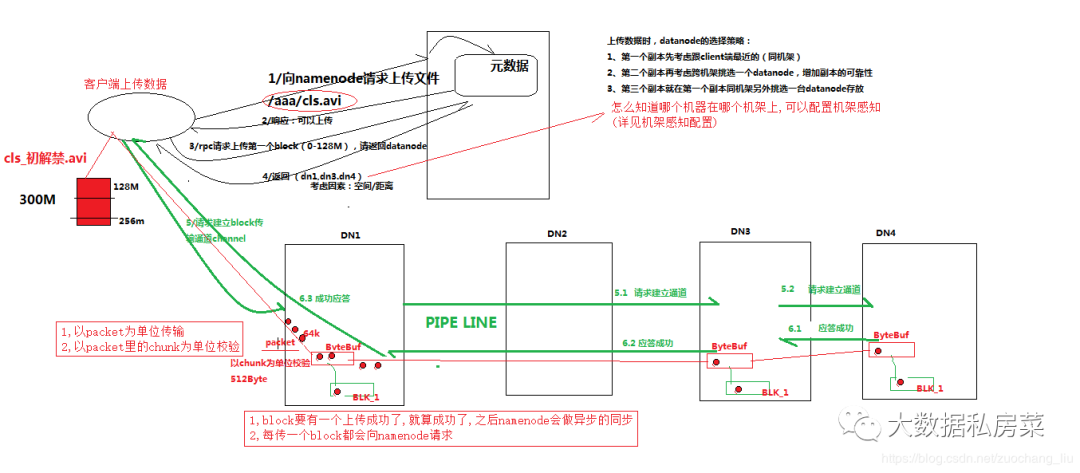 上传数据时，datanode的选择策略：
1、第一个副本先考虑跟client端最近的（同机架）
2、第二个副本再考虑跨机架挑选一个datanode，增加副本的可靠性
3、第三个副本就在第一个副本同机架另外挑选一台datanode存放
怎么知道哪个机器在哪个机架上,可以配置机架感知
(详见机架感知配置)
元数据
客户端上传数据
1/向namenode请求上传文件
/aaa/cls.avi
2/响应：可以上传
3/rpc请求上传第一个block（0-128M），请返回datanode
4/返回（dn1,dn3.dn4）
考虑因素：空间/距离
cls_初解禁.avi
300M
128M
256m
5/请求建立block传
输通道channel
DN1
DN2
DN3
DN4
6.3 成功应答
5.1 请求建立通道
5.2 请求建立通道
PIPE LINE
6.1 应答成功
6.2 应答成功
1,以packet为单位传输
2,以packet里的chunk为单位校验
64k
packet
ByteBuf
ByteBuf
ByteBuf
以chunk为单位校验
512Byte
BLK_1
BLK_1
BLK_1
1,block要有一个上传成功了,就算成功了,之后namenode会做异步的同步
2,每传一个block都会向namenode请求
大数据私房菜
https://blog.csdn.net/zuochang_liu